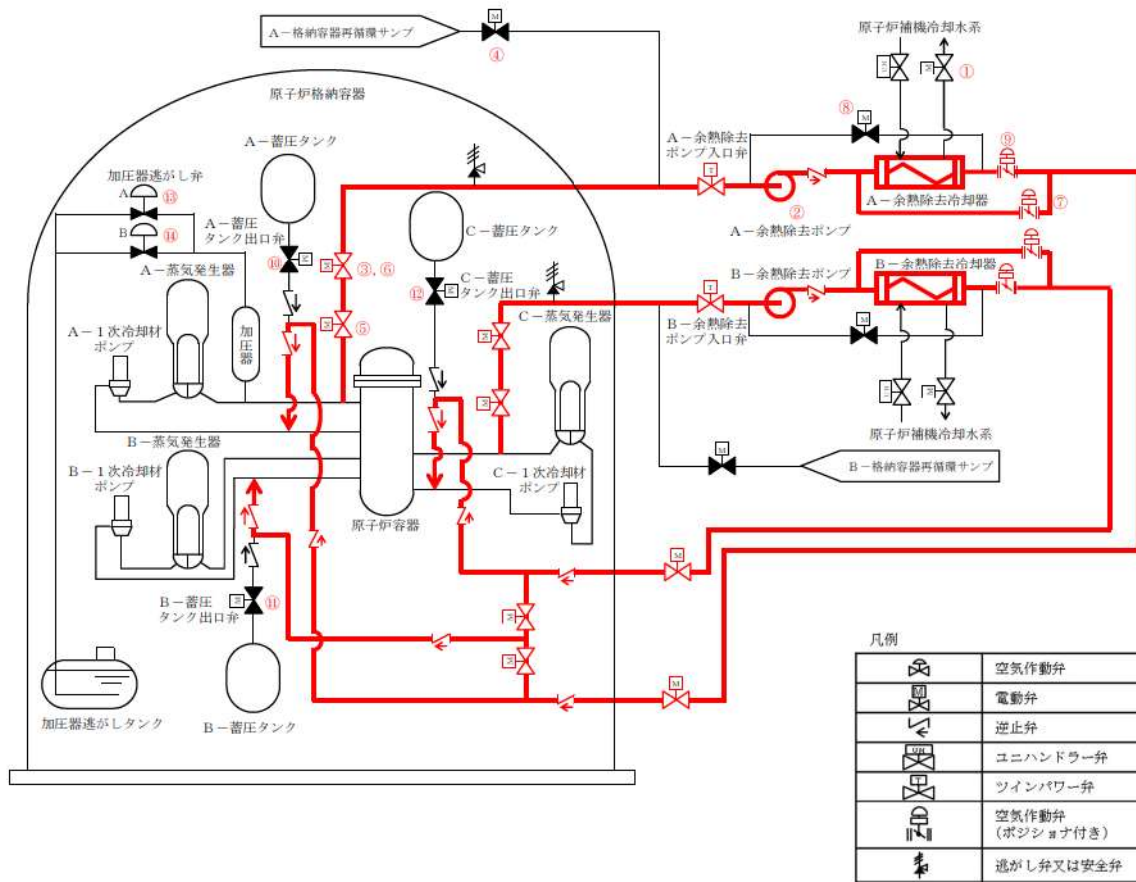 M
A－格納容器再循環サンプ
④
原子炉補機冷却水系
UH
M
①
原子炉格納容器
A－蓄圧タンク
加圧器逃がし弁
A
⑬
B
⑭
A－蓄圧
タンク出口弁
⑩
M
C－蓄圧タンク
M
③，⑥
⑫
M
C－蓄圧
タンク出口弁
M
⑤
A－余熱除去
ポンプ入口弁
T
②
A－余熱除去ポンプ
⑧
M
A－余熱除去冷却器
⑨
⑦
A－蒸気発生器
A－1次冷却材
ポンプ
加圧器
C－蒸気発生器
B－余熱除去ポンプ
T
B－余熱除去
ポンプ入口弁
B－余熱除去冷却器
M
UH
M
原子炉補機冷却水系
M
M
B－蒸気発生器
B－1次冷却材
ポンプ
原子炉容器
C－1次冷却材
ポンプ
M
B－格納容器再循環サンプ
B－蓄圧
タンク出口弁
M
⑪
M
M
M
M
加圧器逃がしタンク
B－蓄圧タンク
凡例
空気作動弁
M
電動弁
逆止弁
UH
ユニハンドラー弁
T
ツインパワー弁
空気作動弁
(ポジショナ付き)
逃がし弁又は安全弁